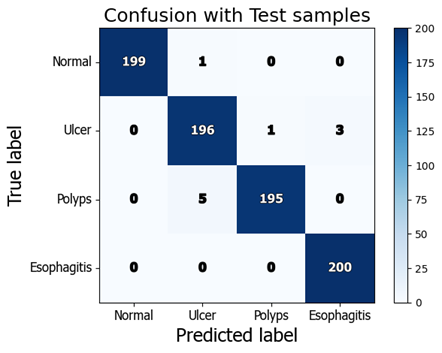 Confusion with Test samples
True label
Normal 199 1 0 0
Ulcer 0 196 1 3
Polyps 0 5 195 0
Esophagitis 0 0 0 200
Normal Ulcer Polyps Esophagitis
Predicted label
200
175
150
125
100
75
50
25
0